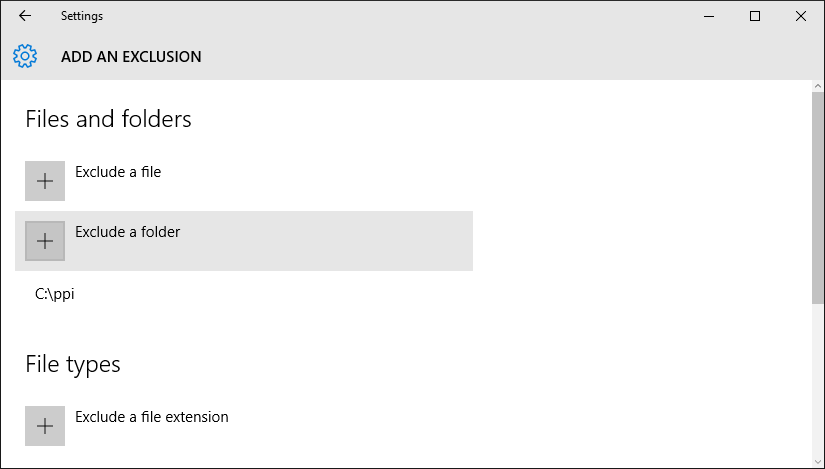 Settings
ADD AN EXCLUSION
Files and folders
Exclude a file
Exclude a folder
C:\ppi
File types
Exclude a file extension